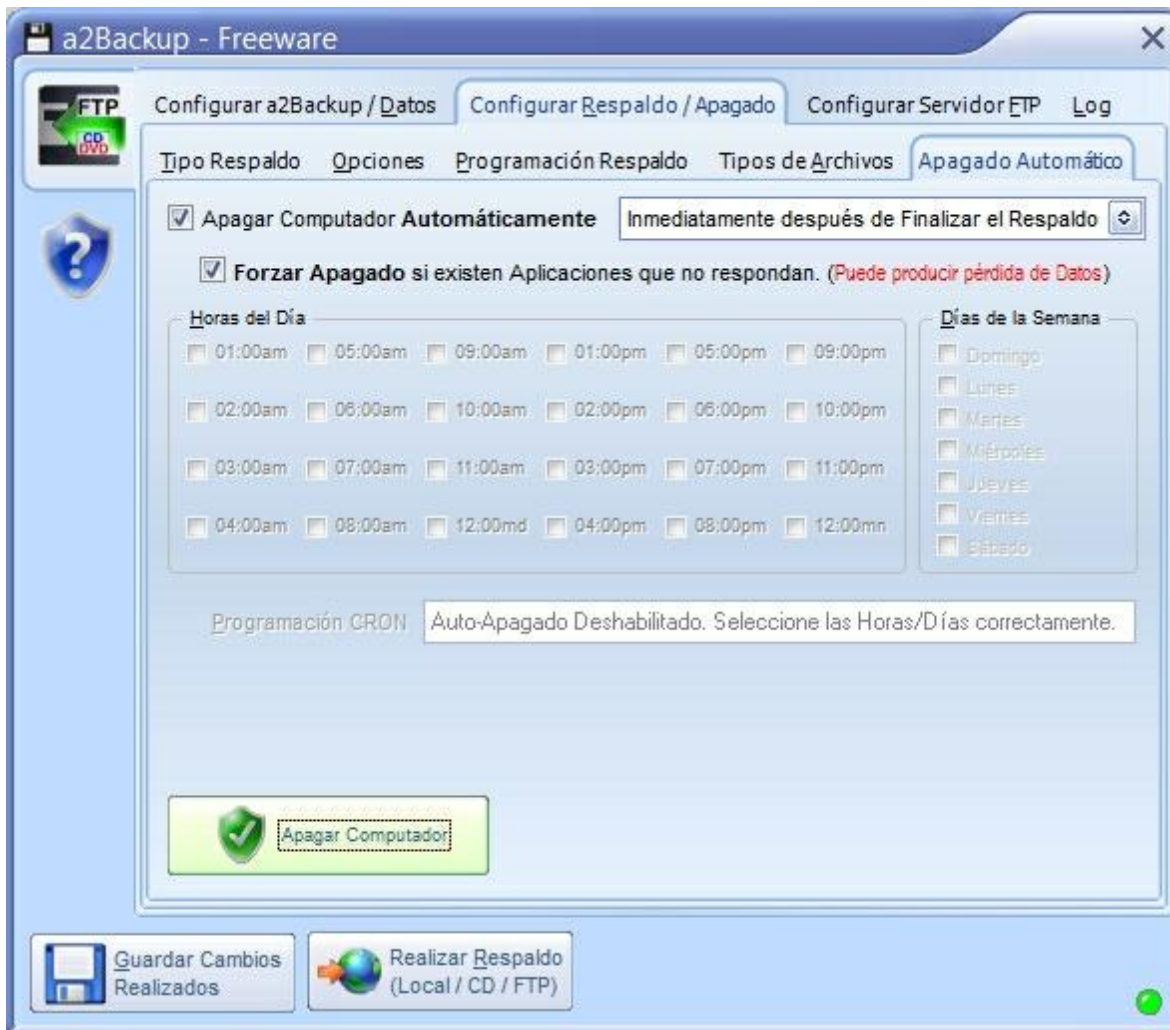 a2Backup - Freeware
FTP
CD
DVD
Configurar a2Backup / Datos Configurar Respaldo / Apagado Configurar Servidor FTP Log
Tipo Respaldo Opciones Programación Respaldo Tipos de Archivos Apagado Automático
Apagar Computador Automáticamente Inmediatamente después de Finalizar el Respaldo
Forzar Apagado si existen Aplicaciones que no respondan. (Puede producir pérdida de Datos)
Horas del Día
01:00am 05:00am 09:00am 01:00pm 05:00pm 09:00pm
02:00am 06:00am 10:00am 02:00pm 06:00pm 10:00pm
03:00am 07:00am 11:00am 03:00pm 07:00pm 11:00pm
04:00am 08:00am 12:00md 04:00pm 08:00pm 12:00mn
Días de la Semana
Domingo
Lunes
Martes
Miércoles
Jueves
Viernes
Sábado
Programación CRON Auto-Apagado Deshabilitado. Seleccione las Horas/Días correctamente.
Apagar Computador
Guardar Cambios
Realizados
Realizar Respaldo
(Local / CD / FTP)